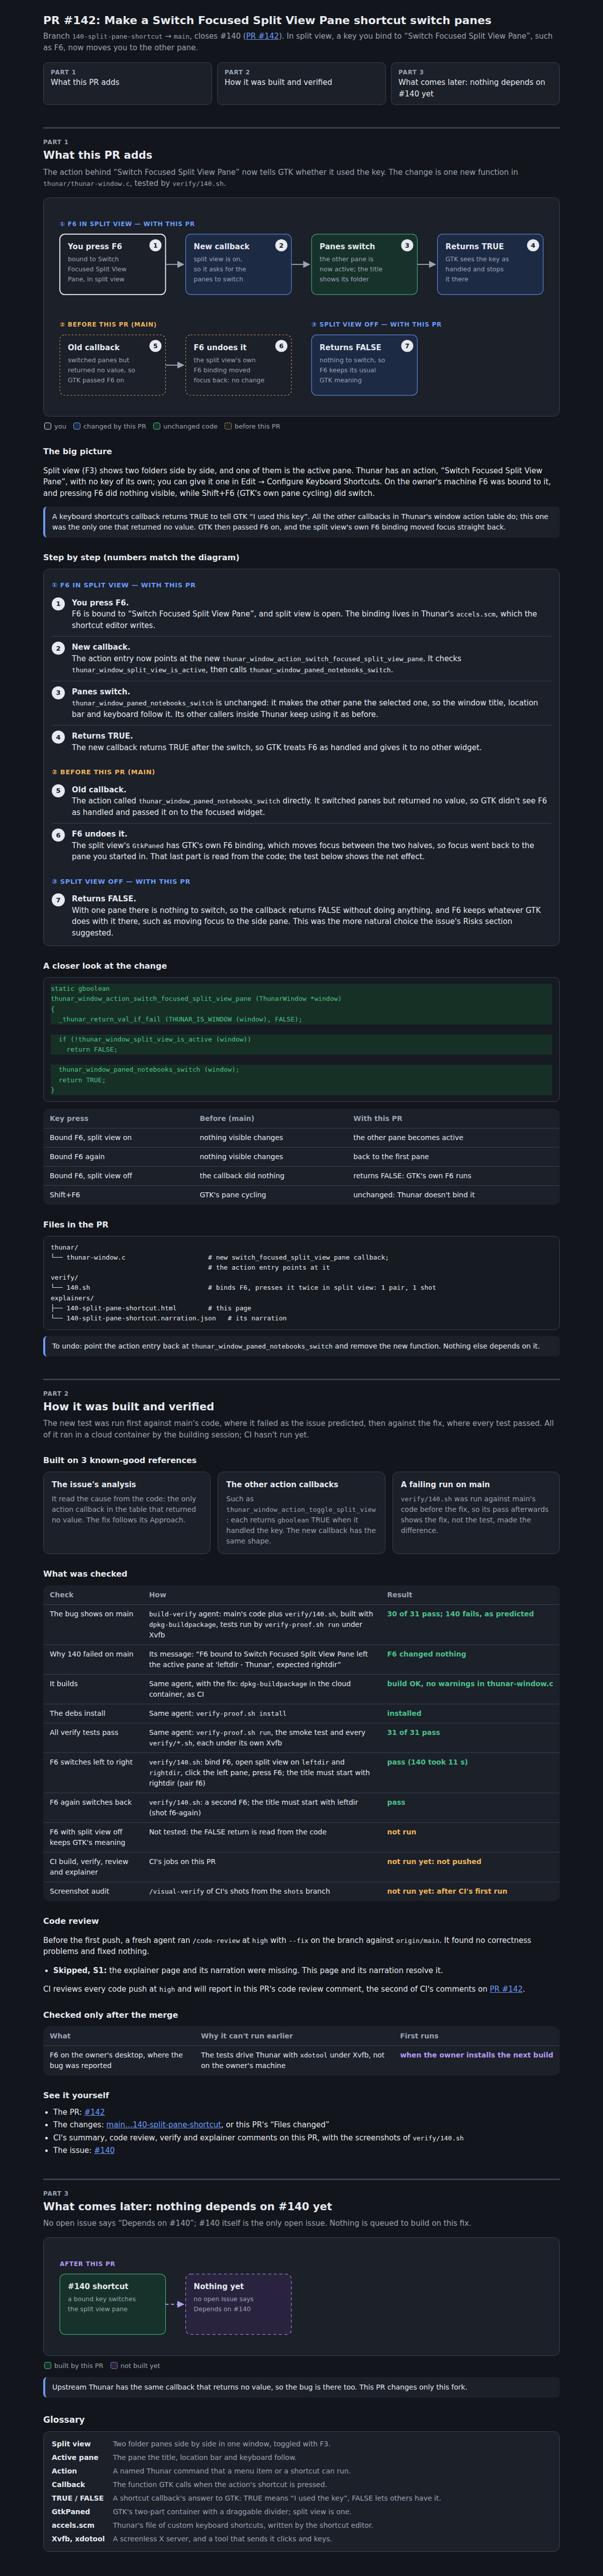 PR #142: Make a Switch Focused Split View Pane shortcut switch panes
Branch 140-split-pane-shortcut → main, closes #140 (PR #142). In split view, a key you bind to “Switch Focused Split View Pane”, such
as F6, now moves you to the other pane.
PART 1
What this PR adds
PART 2
How it was built and verified
PART 3
What comes later: nothing depends on
#140 yet
PART 1
What this PR adds
The action behind “Switch Focused Split View Pane” now tells GTK whether it used the key. The change is one new function in
thunar/thunar-window.c, tested by verify/140.sh.
① F6 IN SPLIT VIEW — WITH THIS PR
You press F6 1
bound to Switch
Focused Split View
Pane, in split view
New callback 2
split view is on,
so it asks for the
panes to switch
Panes switch 3
the other pane is
now active; the title
shows its folder
Returns TRUE 4
GTK sees the key as
handled and stops
it there
② BEFORE THIS PR (MAIN)
Old callback 5
switched panes but
returned no value, so
GTK passed F6 on
F6 undoes it 6
the split view's own
F6 binding moved
focus back: no change
③ SPLIT VIEW OFF — WITH THIS PR
Returns FALSE 7
nothing to switch, so
F6 keeps its usual
GTK meaning
you changed by this PR unchanged code before this PR
The big picture
Split view (F3) shows two folders side by side, and one of them is the active pane. Thunar has an action, “Switch Focused Split View
Pane”, with no key of its own; you can give it one in Edit → Configure Keyboard Shortcuts. On the owner's machine F6 was bound to it,
and pressing F6 did nothing visible, while Shift+F6 (GTK's own pane cycling) did switch.
A keyboard shortcut's callback returns TRUE to tell GTK “I used this key”. All the other callbacks in Thunar's window action table do; this one
was the only one that returned no value. GTK then passed F6 on, and the split view's own F6 binding moved focus straight back.
Step by step (numbers match the diagram)
① F6 IN SPLIT VIEW — WITH THIS PR
1 You press F6.
F6 is bound to “Switch Focused Split View Pane”, and split view is open. The binding lives in Thunar's accels.scm, which the
shortcut editor writes.
2 New callback.
The action entry now points at the new thunar_window_action_switch_focused_split_view_pane. It checks
thunar_window_split_view_is_active, then calls thunar_window_paned_notebooks_switch.
3 Panes switch.
thunar_window_paned_notebooks_switch is unchanged: it makes the other pane the selected one, so the window title, location
bar and keyboard follow it. Its other callers inside Thunar keep using it as before.
4 Returns TRUE.
The new callback returns TRUE after the switch, so GTK treats F6 as handled and gives it to no other widget.
② BEFORE THIS PR (MAIN)
5 Old callback.
The action called thunar_window_paned_notebooks_switch directly. It switched panes but returned no value, so GTK didn't see F6
as handled and passed it on to the focused widget.
6 F6 undoes it.
The split view's GtkPaned has GTK's own F6 binding, which moves focus between the two halves, so focus went back to the
pane you started in. That last part is read from the code; the test below shows the net effect.
③ SPLIT VIEW OFF — WITH THIS PR
7 Returns FALSE.
With one pane there is nothing to switch, so the callback returns FALSE without doing anything, and F6 keeps whatever GTK
does with it there, such as moving focus to the side pane. This was the more natural choice the issue's Risks section
suggested.
A closer look at the change
static gboolean
thunar_window_action_switch_focused_split_view_pane (ThunarWindow *window)
{
_thunar_return_val_if_fail (THUNAR_IS_WINDOW (window), FALSE);
if (!thunar_window_split_view_is_active (window))
return FALSE;
thunar_window_paned_notebooks_switch (window);
return TRUE;
}
Key press Before (main) With this PR
Bound F6, split view on nothing visible changes the other pane becomes active
Bound F6 again nothing visible changes back to the first pane
Bound F6, split view off the callback did nothing returns FALSE: GTK's own F6 runs
Shift+F6 GTK's pane cycling unchanged: Thunar doesn't bind it
Files in the PR
thunar/
└── thunar-window.c # new switch_focused_split_view_pane callback;
# the action entry points at it
verify/
└── 140.sh # binds F6, presses it twice in split view: 1 pair, 1 shot
explainers/
├── 140-split-pane-shortcut.html # this page
└── 140-split-pane-shortcut.narration.json # its narration
To undo: point the action entry back at thunar_window_paned_notebooks_switch and remove the new function. Nothing else depends on it.
PART 2
How it was built and verified
The new test was run first against main's code, where it failed as the issue predicted, then against the fix, where every test passed. All
of it ran in a cloud container by the building session; CI hasn't run yet.
Built on 3 known-good references
The issue's analysis
It read the cause from the code: the only
action callback in the table that returned
no value. The fix follows its Approach.
The other action callbacks
Such as
thunar_window_action_toggle_split_view
: each returns gboolean TRUE when it
handled the key. The new callback has the
same shape.
A failing run on main
verify/140.sh was run against main's
code before the fix, so its pass afterwards
shows the fix, not the test, made the
difference.
What was checked
Check How Result
The bug shows on main build-verify agent: main's code plus verify/140.sh, built with 30 of 31 pass; 140 fails, as predicted
dpkg-buildpackage, tests run by verify-proof.sh run under
Xvfb
Why 140 failed on main Its message: “F6 bound to Switch Focused Split View Pane left F6 changed nothing
the active pane at 'leftdir - Thunar', expected rightdir”
It builds Same agent, with the fix: dpkg-buildpackage in the cloud build OK, no warnings in thunar-window.c
container, as CI
The debs install Same agent: verify-proof.sh install installed
All verify tests pass Same agent: verify-proof.sh run, the smoke test and every 31 of 31 pass
verify/*.sh, each under its own Xvfb
F6 switches left to right verify/140.sh: bind F6, open split view on leftdir and pass (140 took 11 s)
rightdir, click the left pane, press F6; the title must start with
rightdir (pair f6)
F6 again switches back verify/140.sh: a second F6; the title must start with leftdir pass
(shot f6-again)
F6 with split view off Not tested: the FALSE return is read from the code not run
keeps GTK's meaning
CI build, verify, review CI's jobs on this PR not run yet: not pushed
and explainer
Screenshot audit /visual-verify of CI's shots from the shots branch not run yet: after CI's first run
Code review
Before the first push, a fresh agent ran /code-review at high with --fix on the branch against origin/main. It found no correctness
problems and fixed nothing.
• Skipped, S1: the explainer page and its narration were missing. This page and its narration resolve it.
CI reviews every code push at high and will report in this PR's code review comment, the second of CI's comments on PR #142.
Checked only after the merge
What Why it can't run earlier First runs
F6 on the owner's desktop, where the The tests drive Thunar with xdotool under Xvfb, not when the owner installs the next build
bug was reported on the owner's machine
See it yourself
• The PR: #142
• The changes: main...140-split-pane-shortcut, or this PR's “Files changed”
• CI's summary, code review, verify and explainer comments on this PR, with the screenshots of verify/140.sh
• The issue: #140
PART 3
What comes later: nothing depends on #140 yet
No open issue says “Depends on #140”; #140 itself is the only open issue. Nothing is queued to build on this fix.
AFTER THIS PR
#140 shortcut
a bound key switches
the split view pane
Nothing yet
no open issue says
Depends on #140
built by this PR not built yet
Upstream Thunar has the same callback that returns no value, so the bug is there too. This PR changes only this fork.
Glossary
Split view Two folder panes side by side in one window, toggled with F3.
Active pane The pane the title, location bar and keyboard follow.
Action A named Thunar command that a menu item or a shortcut can run.
Callback The function GTK calls when the action's shortcut is pressed.
TRUE / FALSE A shortcut callback's answer to GTK: TRUE means “I used the key”, FALSE lets others have it.
GtkPaned GTK's two-part container with a draggable divider; split view is one.
accels.scm Thunar's file of custom keyboard shortcuts, written by the shortcut editor.
Xvfb, xdotool A screenless X server, and a tool that sends it clicks and keys.